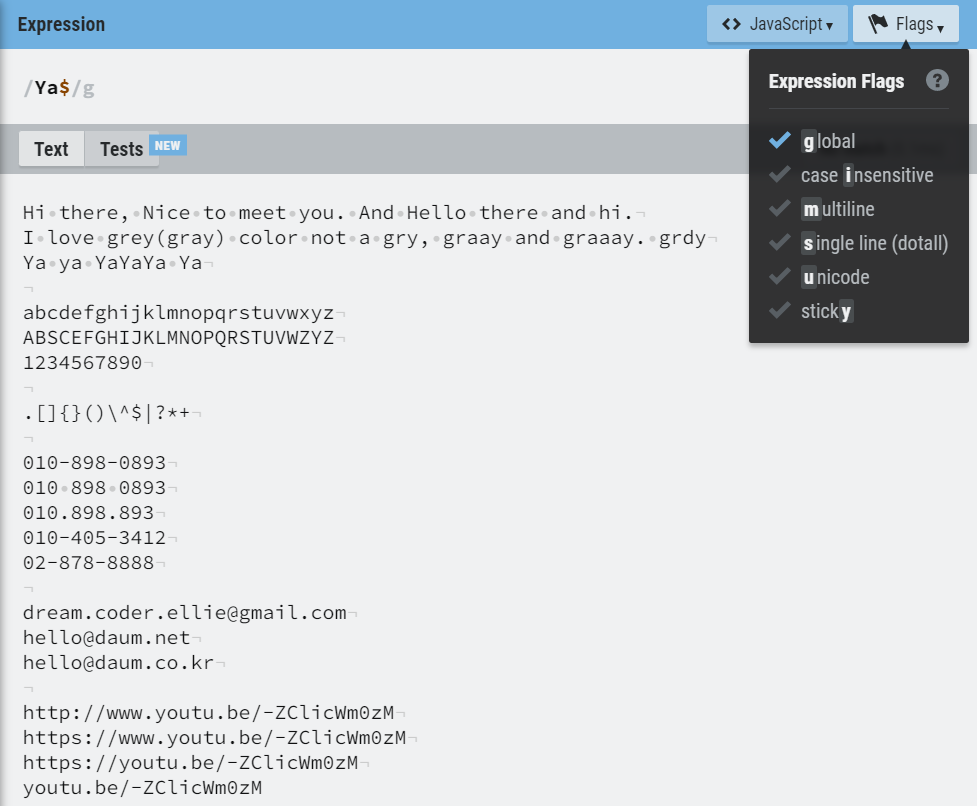 Expression
<> JavaScript ▾
Flags ▾
/Ya$/g
Expression Flags ?
global
case insensitive
multiline
single line (dotall)
unicode
sticky
Text
Tests NEW
Hi there, Nice to meet you. And Hello there and hi.
I love grey(gray) color not a gry, graay and graaay. grdy
Ya ya YaYaYa Ya
abcdefghijklmnopqrstuvwxyz
ABSCEFGHIJKLMNOPQRSTUVWZYZ
1234567890
.[]{}()\^$|?*+
010-898-0893
010 898 0893
010.898.893
010-405-3412
02-878-8888
dream.coder.ellie@gmail.com
hello@daum.net
hello@daum.co.kr
http://www.youtu.be/-ZClicWm0zM
https://www.youtu.be/-ZClicWm0zM
https://youtu.be/-ZClicWm0zM
youtu.be/-ZClicWm0zM